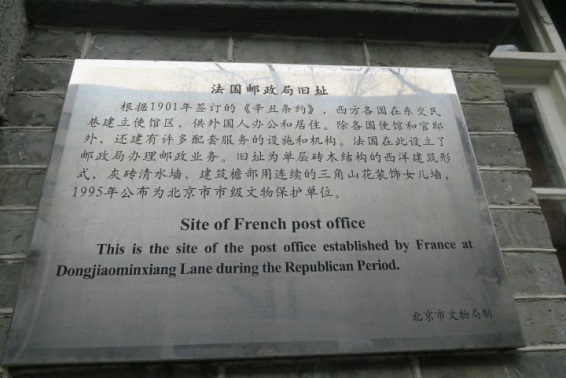 法国邮政局旧址
根据1901年签订的《辛丑条约》，西方各国在东交民
巷建立使馆区，供外国人办公和居住。除各国使馆和官邸
外，还建有许多配套服务的设施和机构。法国在此设立了
邮政局办理邮政业务。旧址为单层砖木结构的西洋建筑形
式，灰砖清水墙、建筑檐部用连续的三角山花装饰女儿墙，
1995年公布为北京市市级文物保护单位。
Site of French post office
This is the site of the post office established by France at
Dongjiaominxiang Lane during the Republican Period.
北京市文物局制